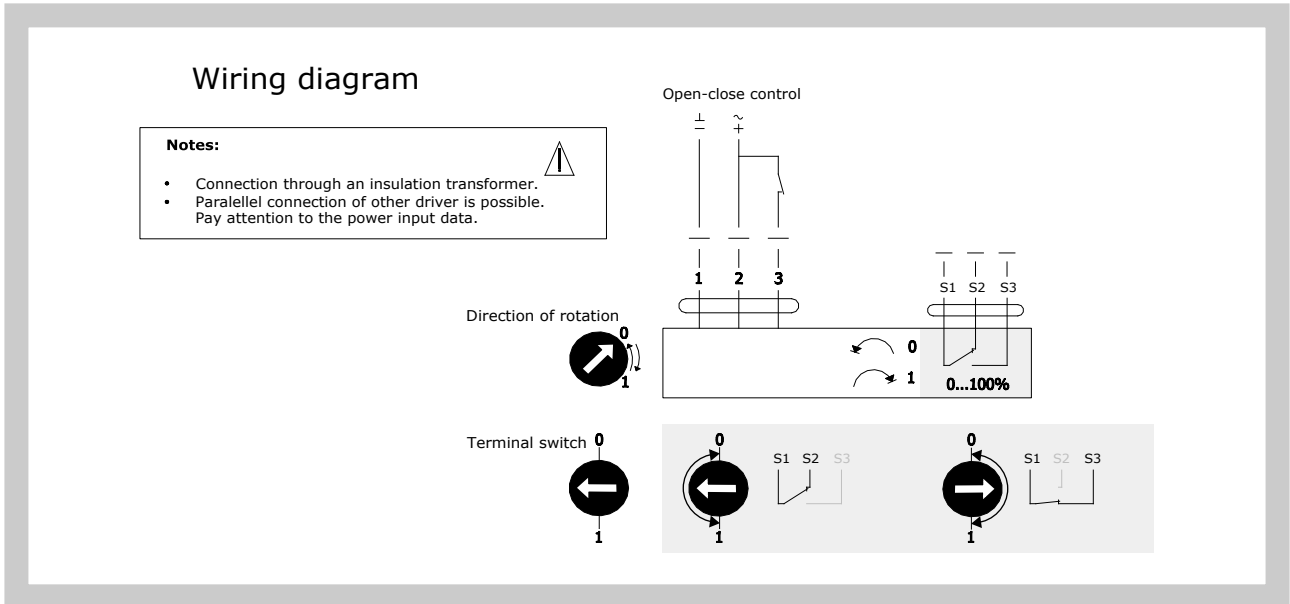 Wiring diagram
Open-close control
⊥ ~
− +
Notes:
• Connection through an insulation transformer.
• Paralellel connection of other driver is possible.
Pay attention to the power input data.
1 2 3
S1 S2 S3
Direction of rotation
0
1
0
1
0...100%
Terminal switch
0
1
0
1
S1 S2 S3
0
1
S1 S2 S3